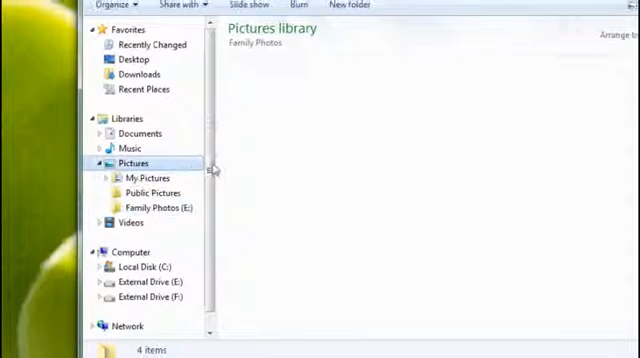 Organize Share with Slide show Burn New folder
Favorites
Recently Changed
Desktop
Downloads
Recent Places
Libraries
Documents
Music
Pictures
My Pictures
Public Pictures
Family Photos (E:)
Videos
Computer
Local Disk (C:)
External Drive (E:)
External Drive (F:)
Network
Pictures library
Family Photos
Arrange b
4 items